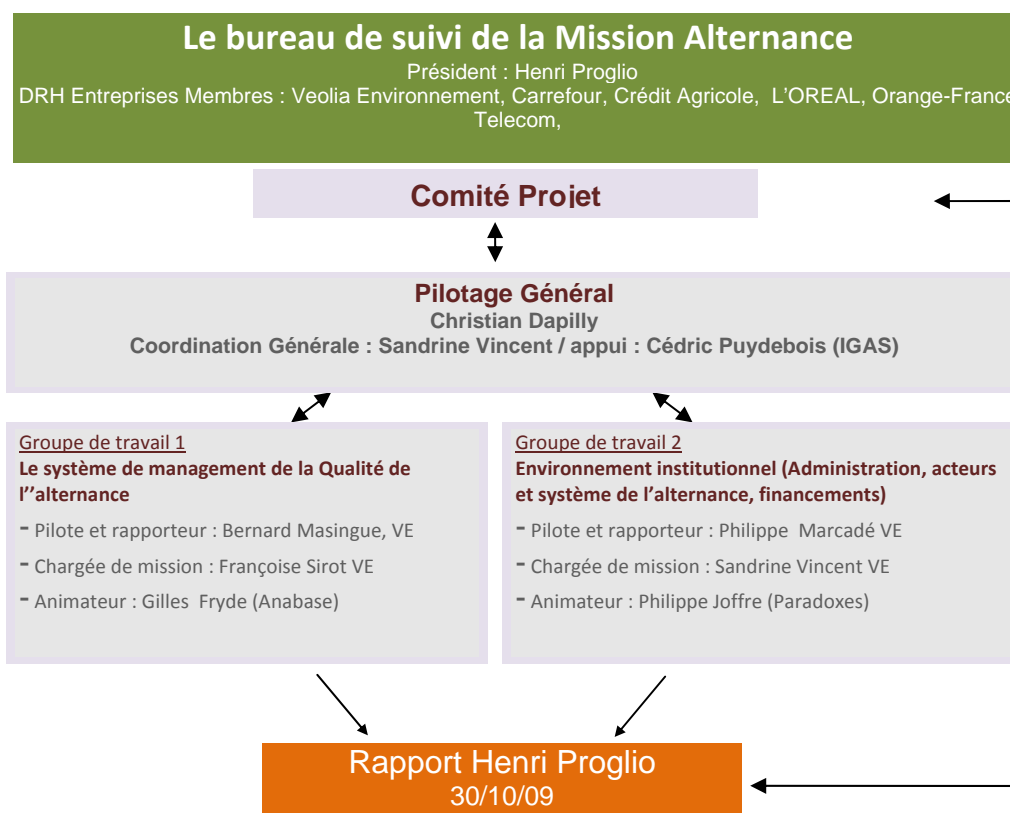 Le bureau de suivi de la Mission Alternance
Président : Henri Proglio
DRH Entreprises Membres : Veolia Environnement, Carrefour, Crédit Agricole, L'OREAL, Orange-France
Telecom,
Comité Projet
Pilotage Général
Christian Dapilly
Coordination Générale : Sandrine Vincent / appui : Cédric Puydebois (IGAS)
Groupe de travail 1
Le système de management de la Qualité de
l''alternance
- Pilote et rapporteur : Bernard Masingue, VE
- Chargée de mission : Françoise Sirot VE
- Animateur : Gilles Fryde (Anabase)
Groupe de travail 2
Environnement institutionnel (Administration, acteurs
et système de l'alternance, financements)
- Pilote et rapporteur : Philippe Marcadé VE
- Chargée de mission : Sandrine Vincent VE
- Animateur : Philippe Joffre (Paradoxes)
Rapport Henri Proglio
30/10/09